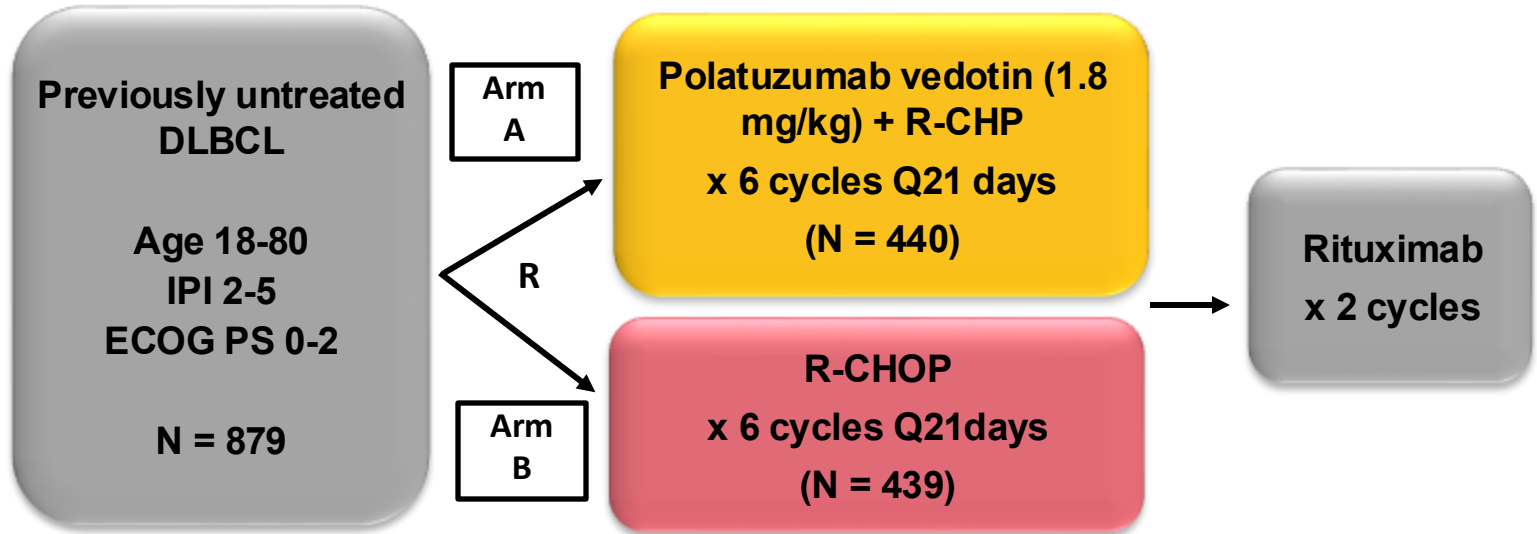 Previously untreated
DLBCL
Age 18-80
IPI 2-5
ECOG PS 0-2
N = 879
Arm
A
R
Arm
B
Polatuzumab vedotin (1.8
mg/kg) + R-CHP
x 6 cycles Q21 days
(N = 440)
R-CHOP
x 6 cycles Q21days
(N = 439)
Rituximab
x 2 cycles